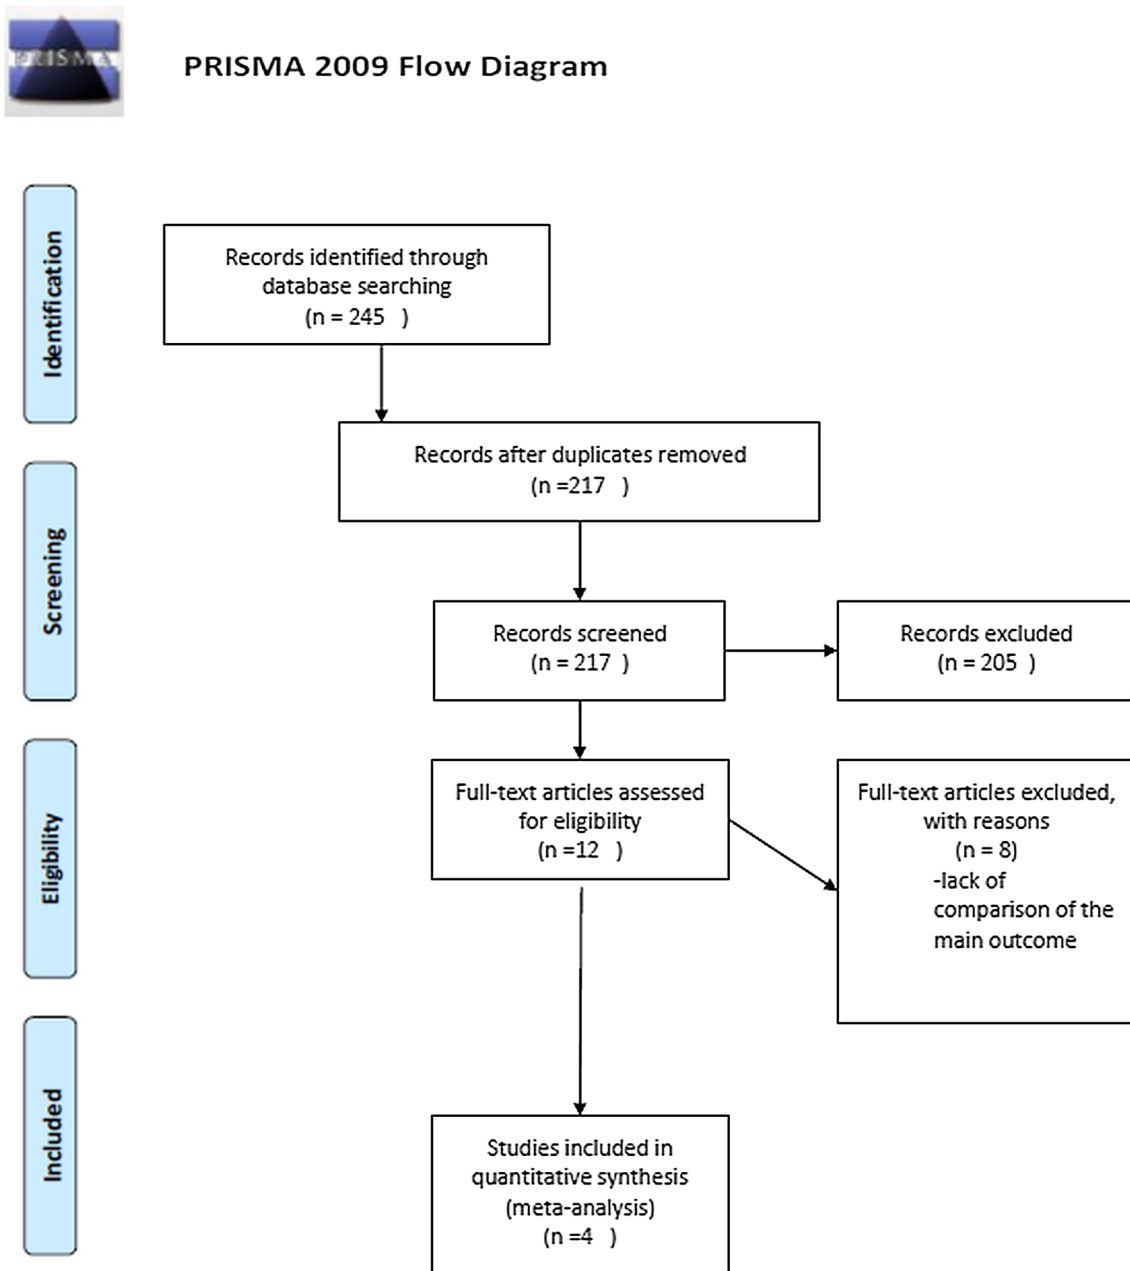 PRISMA
PRISMA 2009 Flow Diagram
Identification
Records identified through
database searching
(n = 245 )
Records after duplicates removed
(n =217 )
Screening
Records screened
(n = 217 )
Records excluded
(n = 205 )
Eligibility
Full-text articles assessed
for eligibility
(n =12 )
Full-text articles excluded,
with reasons
(n = 8)
-lack of
comparison of the
main outcome
Included
Studies included in
quantitative synthesis
(meta-analysis)
(n =4 )